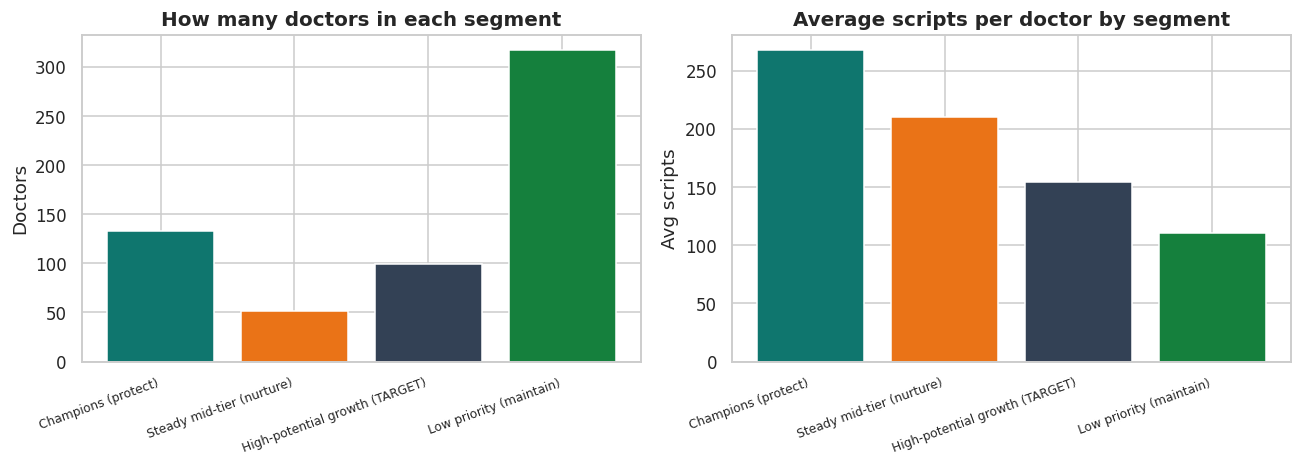 How many doctors in each segment
Doctors
300
250
200
150
100
50
0
Champions (protect)
Steady mid-tier (nurture)
High-potential growth (TARGET)
Low priority (maintain)
Average scripts per doctor by segment
Avg scripts
250
200
150
100
50
0
Champions (protect)
Steady mid-tier (nurture)
High-potential growth (TARGET)
Low priority (maintain)